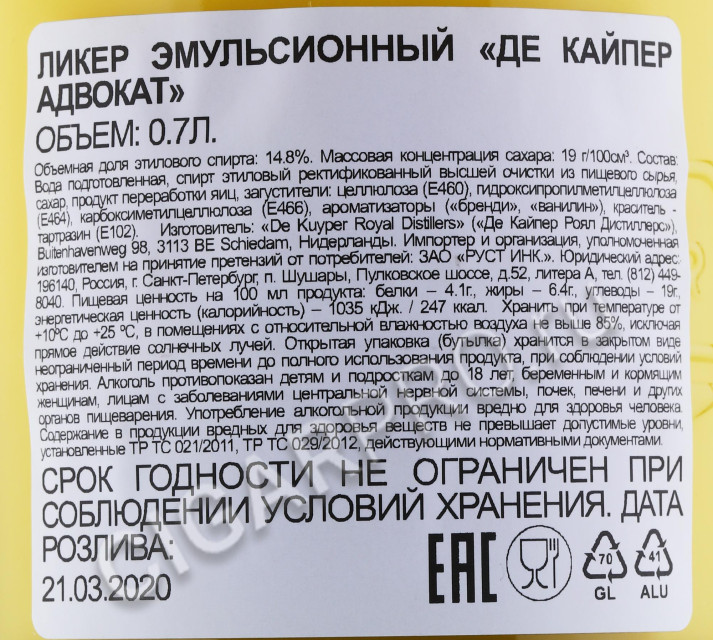 ЛИКЕР ЭМУЛЬСИОННЫЙ «ДЕ КАЙПЕР
АДВОКАТ»
ОБЪЕМ: 0.7Л.
Объемная доля этилового спирта: 14.8%. Массовая концентрация сахара: 19 г/100см³. Состав:
Вода подготовленная, спирт этиловый ректификованный высшей очистки из пищевого сырья,
сахар, продукт переработки яиц, загустители: целлюлоза (Е460), гидроксипропилметилцеллюлоза
(Е464), карбоксиметилцеллюлоза (Е466), ароматизаторы («бренди», «ванилин»), краситель -
тартразин (Е102). Изготовитель: «De Kuyper Royal Distillers» («Де Кайпер Роял Дистиллерс»),
Buitenhavenweg 98, 3113 BE Schiedam, Нидерланды. Импортер и организация, уполномоченная
изготовителем на принятие претензий от потребителей: ЗАО «РУСТ ИНК.». Юридический адрес:
196140, Россия, г. Санкт-Петербург, п. Шушары, Пулковское шоссе, д.52, литера А, тел. (812) 449-
8040. Пищевая ценность на 100 мл продукта: белки – 4.1г., жиры – 6.4г., углеводы – 19г.,
энергетическая ценность (калорийность) – 1035 кДж. / 247 ккал. Хранить при температуре от
+10ºС до +25 ºС, в помещениях с относительной влажностью воздуха не выше 85%, исключая
прямое действие солнечных лучей. Открытая упаковка (бутылка) хранится в закрытом виде
неограниченный период времени до полного использования продукта, при соблюдении условий
хранения. Алкоголь противопоказан детям и подросткам до 18 лет, беременным и кормящим
женщинам, лицам с заболеваниями центральной нервной системы, почек, печени и других
органов пищеварения. Употребление алкогольной продукции вредно для здоровья человека.
Содержание в продукции вредных для здоровья веществ не превышает допустимые уровни,
установленные ТР ТС 021/2011, ТР ТС 029/2012, действующими нормативными документами.
СРОК ГОДНОСТИ НЕ ОГРАНИЧЕН ПРИ
СОБЛЮДЕНИИ УСЛОВИЙ ХРАНЕНИЯ. ДАТА
РОЗЛИВА:
21.03.2020
EAC
70
GL
41
ALU
CIGARPRO.ru